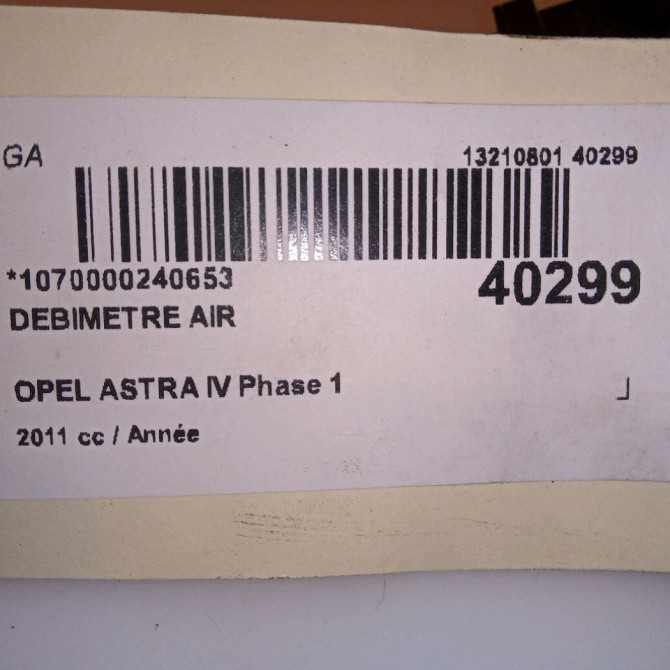 GA 13210801 40299
*1070000240653 40299
DEBIMETRE AIR
OPEL ASTRA IV Phase 1
2011 cc / Année